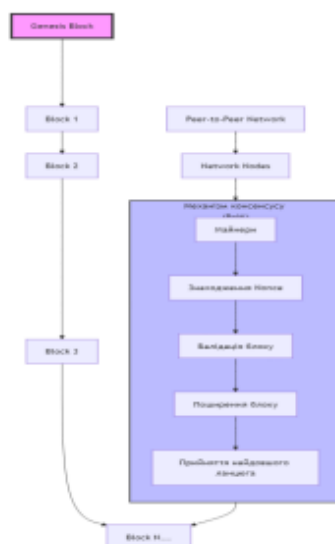 Genesis Block
Block 1
Peer-to-Peer Network
Block 2
Network Nodes
Механізм консенсусу
Майнери
Знаходження Nonce
Валідація блоку
Block 3
Поширення блоку
Прийняття найдовшого
ланцюга
Block N...